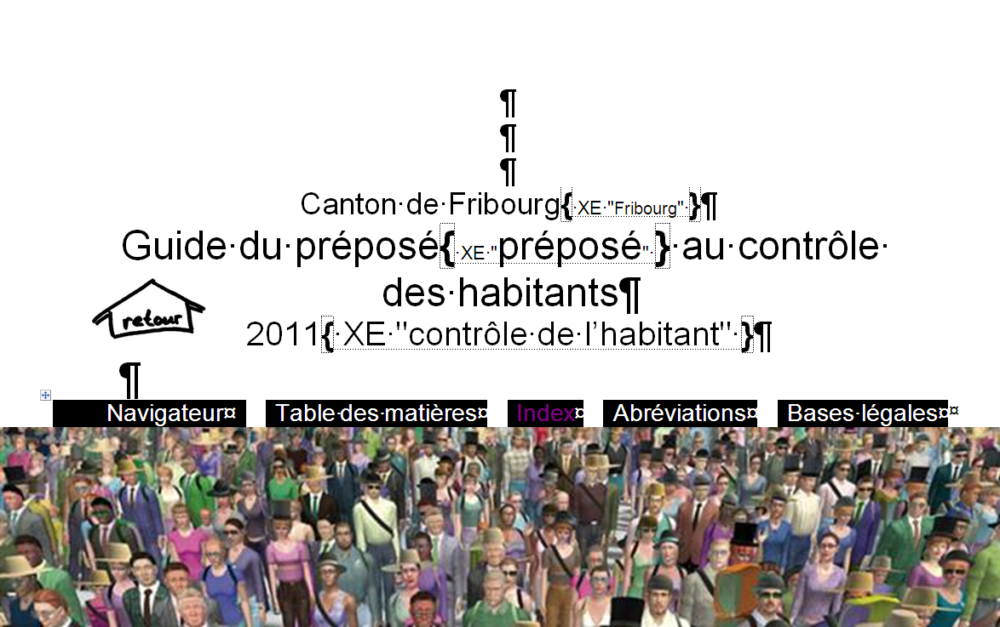 ¶
¶
¶
Canton·de·Fribourg{·XE·"Fribourg"·}¶
Guide·du·préposé{·XE·"préposé"·}·au·contrôle·
des·habitants¶
retour
2011{·XE·"contrôle·de·l’habitant"·}¶
¶
Navigateur¤ Table·des·matières¤ Index¤ Abréviations¤ Bases·légales¤¤